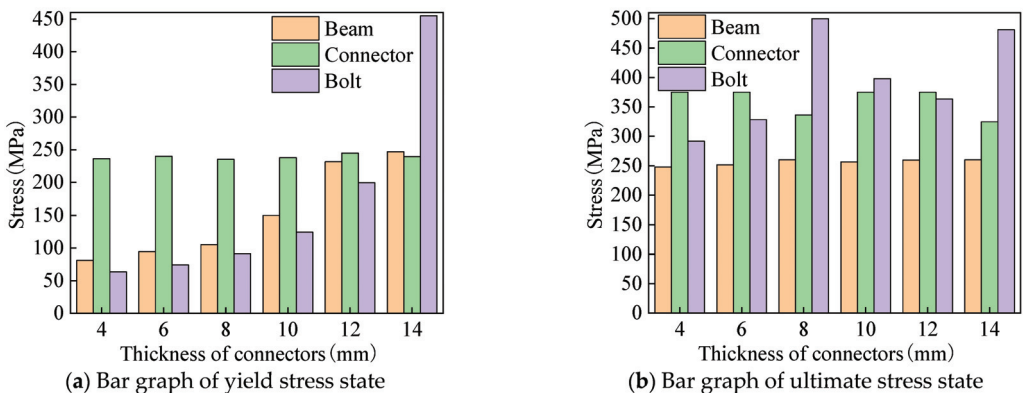 450
400
350
300
250
200
150
100
50
0
Stress (MPa)
Beam
Connector
Bolt
4 6 8 10 12 14
Thickness of connectors (mm)
(a) Bar graph of yield stress state
500
450
400
350
300
250
200
150
100
50
0
Stress (MPa)
Beam
Connector
Bolt
4 6 8 10 12 14
Thickness of connectors (mm)
(b) Bar graph of ultimate stress state